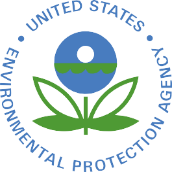 UNITED STATES
• ENVIRONMENTAL PROTECTION AGENCY •